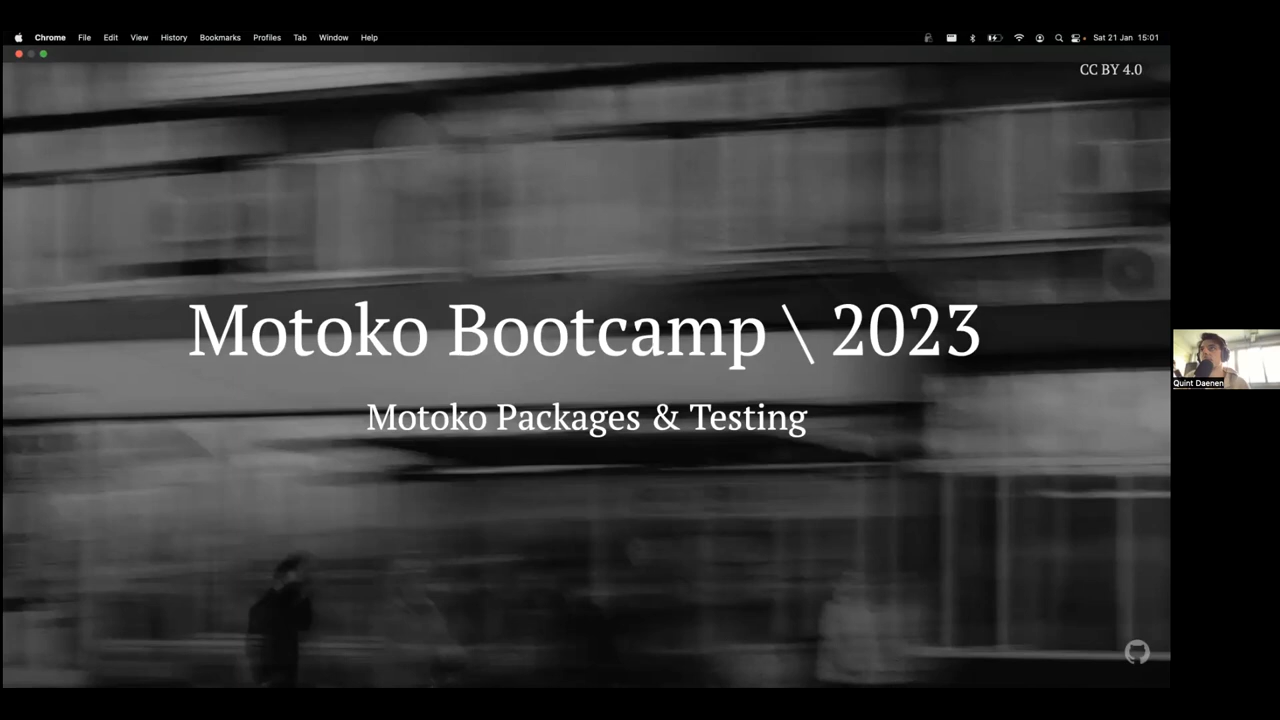 Chrome File Edit View History Bookmarks Profiles Tab Window Help Sat 21 Jan 15:01
CC BY 4.0
Motoko Bootcamp \ 2023
Motoko Packages & Testing
Quint Daenen